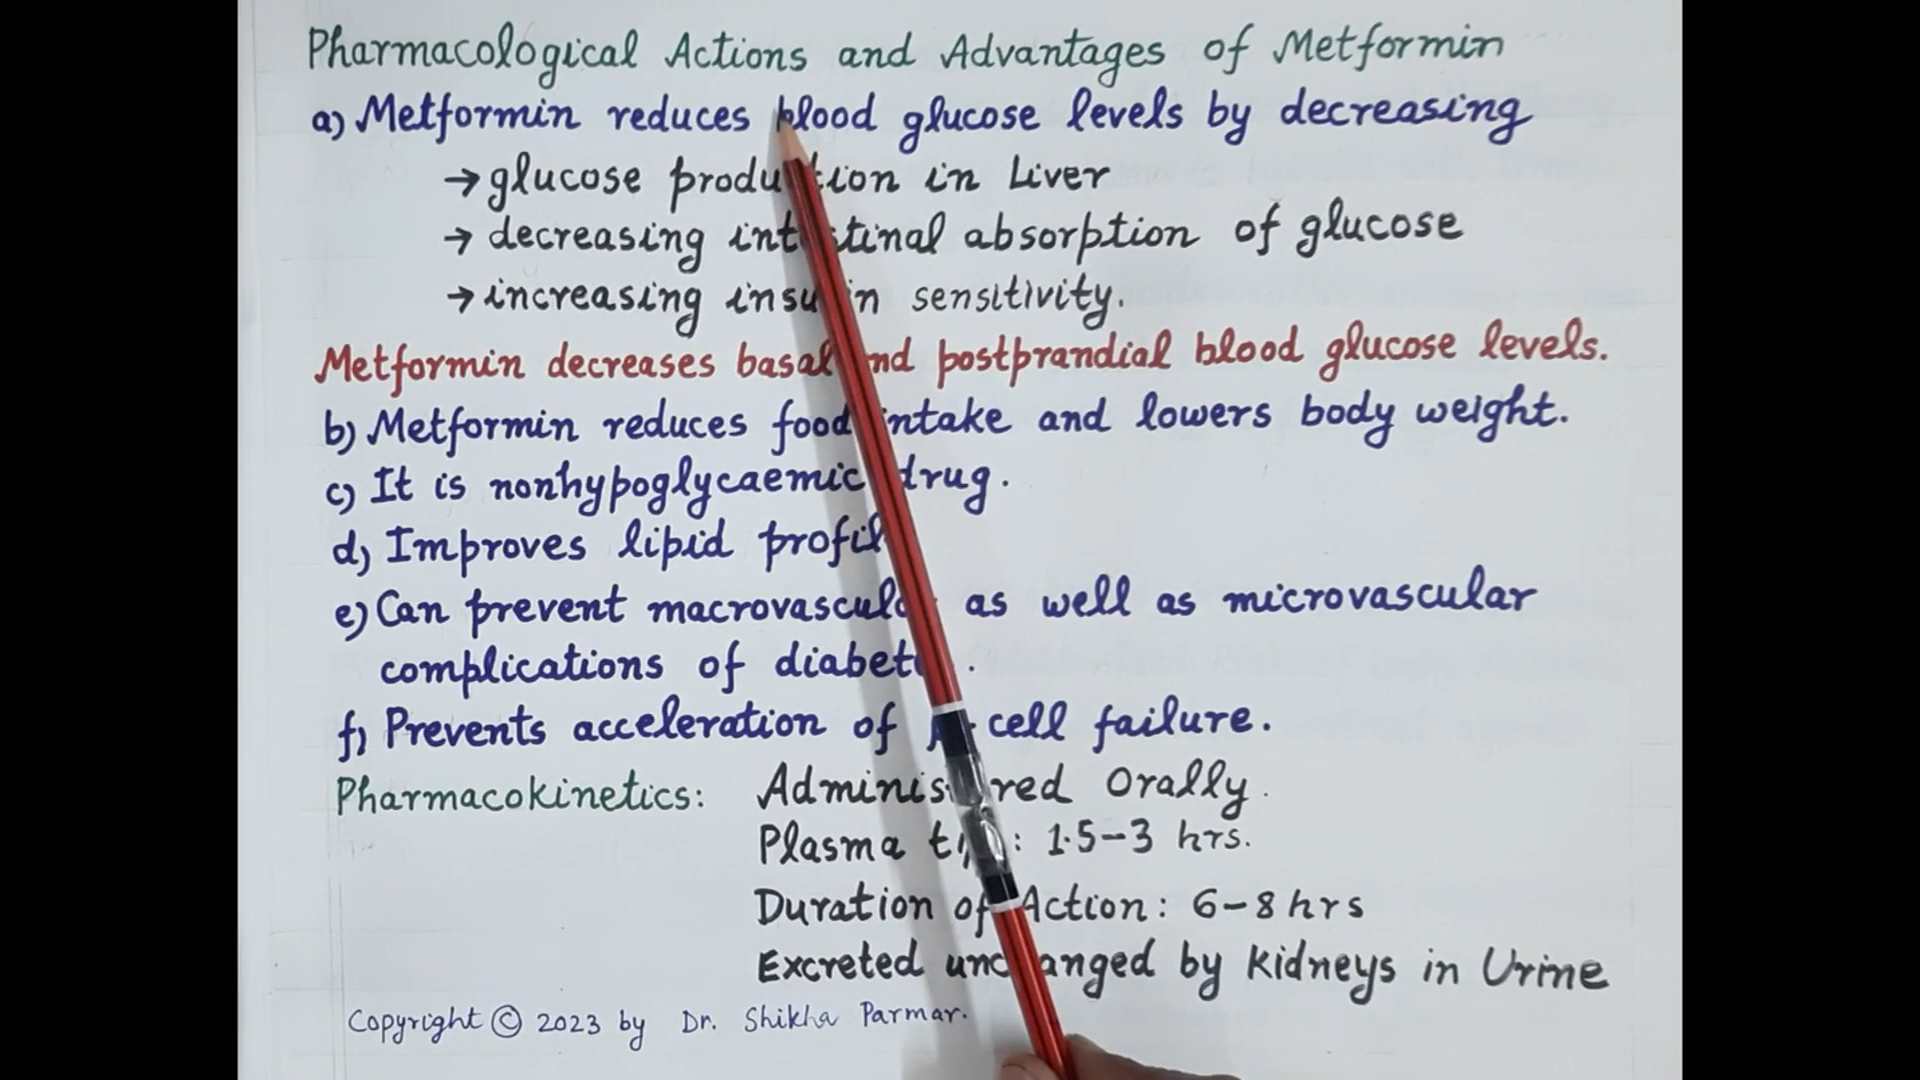 Pharmacological Actions and Advantages of Metformin
a) Metformin reduces blood glucose levels by decreasing
→ glucose production in Liver
→ decreasing intestinal absorption of glucose
→ increasing insulin sensitivity.
Metformin decreases basal and postprandial blood glucose levels.
b) Metformin reduces food intake and lowers body weight.
c) It is nonhypoglycaemic drug.
d) Improves lipid profil
e) Can prevent macrovascular as well as microvascular
complications of diabetes.
f) Prevents acceleration of β-cell failure.
Pharmacokinetics: Administered Orally.
Plasma t½: 1.5-3 hrs.
Duration of Action: 6-8 hrs
Excreted unchanged by kidneys in Urine
Copyright © 2023 by Dr. Shikha Parmar.